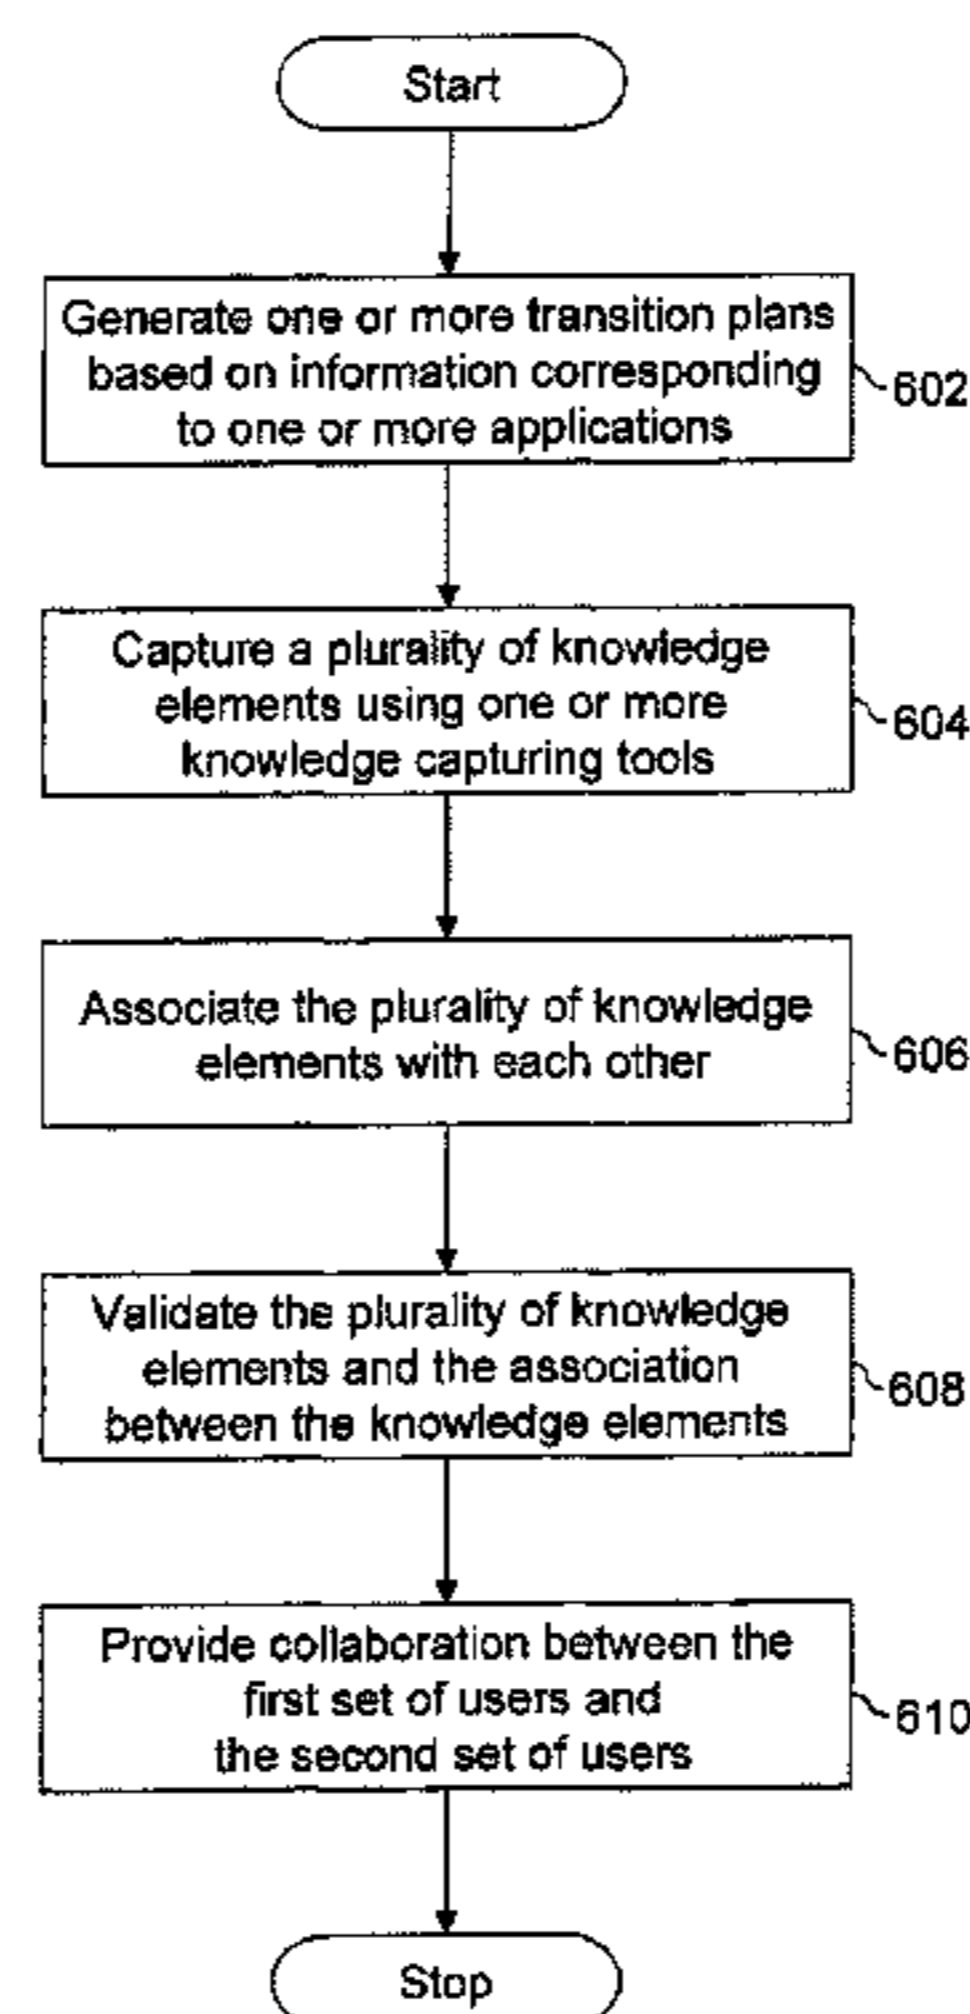 Start
Generate one or more transition plans
based on information corresponding
to one or more applications
602
Capture a plurality of knowledge
elements using one or more
knowledge capturing tools
604
Associate the plurality of knowledge
elements with each other
606
Validate the plurality of knowledge
elements and the association
between the knowledge elements
608
Provide collaboration between the
first set of users and
the second set of users
610
Stop